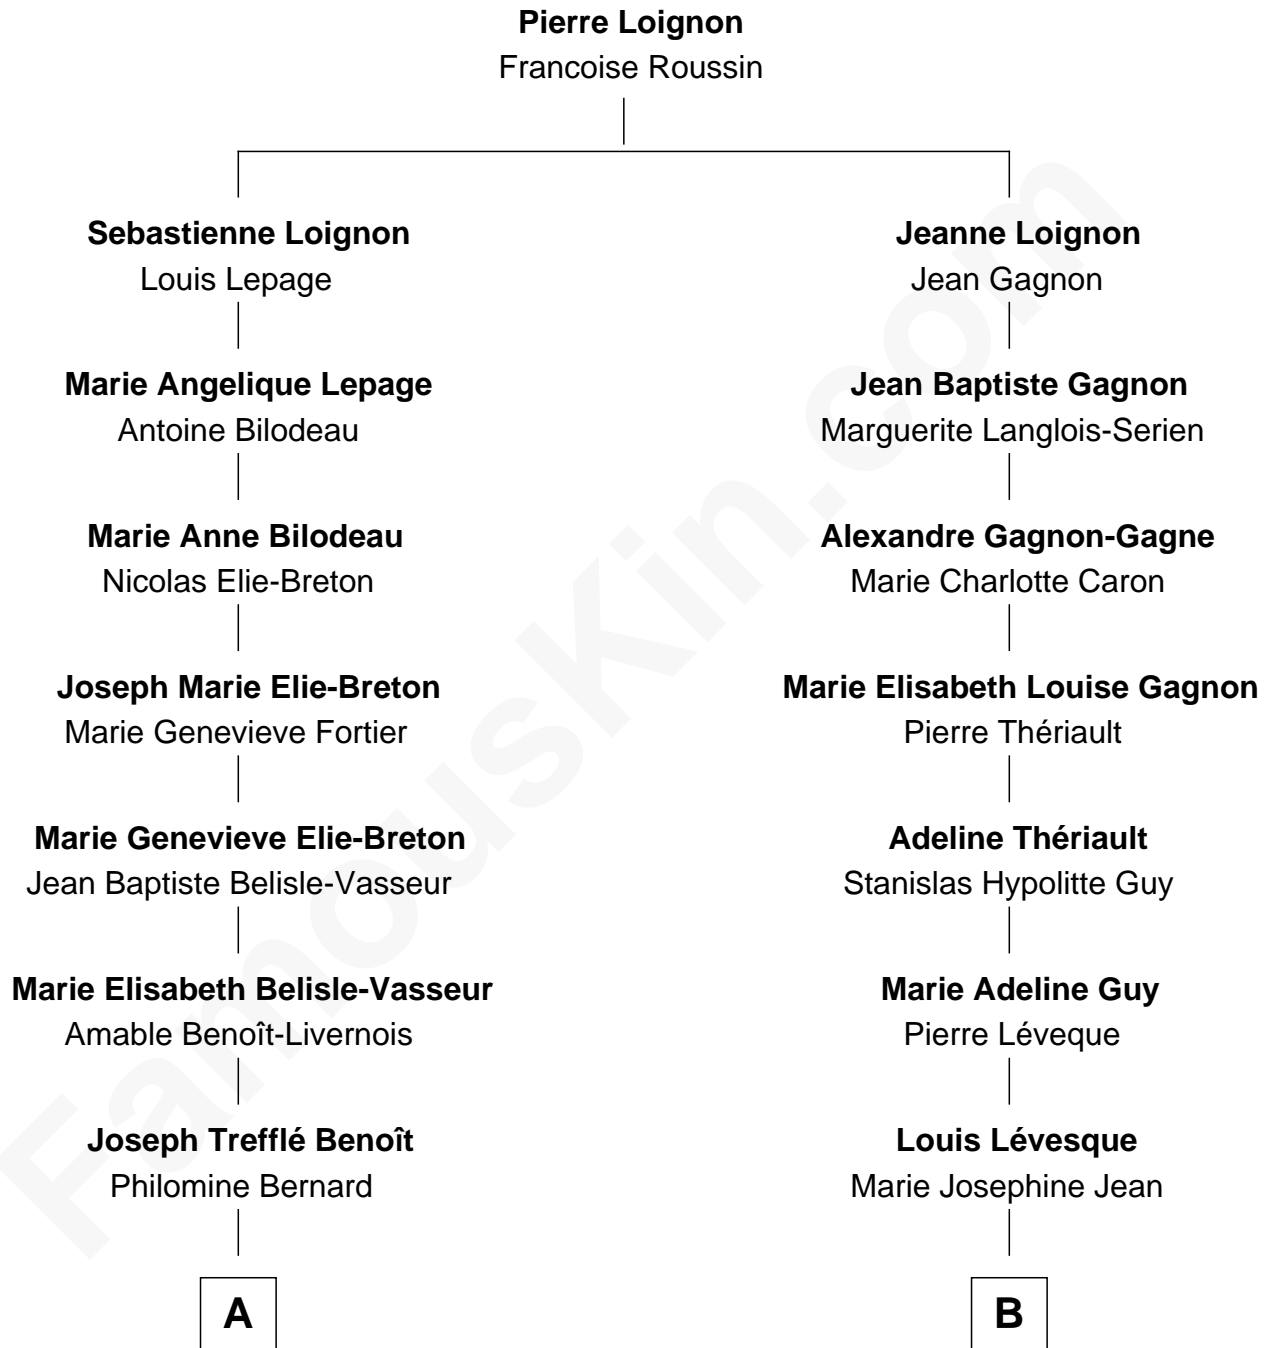 Pierre Loignon
Francoise Roussin
Sebastienne Loignon
Louis Lepage
Jeanne Loignon
Jean Gagnon
Marie Angelique Lepage
Antoine Bilodeau
Jean Baptiste Gagnon
Marguerite Langlois-Serien
Marie Anne Bilodeau
Nicolas Elie-Breton
Alexandre Gagnon-Gagne
Marie Charlotte Caron
Joseph Marie Elie-Breton
Marie Genevieve Fortier
Marie Elisabeth Louise Gagnon
Pierre Thériault
Marie Genevieve Elie-Breton
Jean Baptiste Belisle-Vasseur
Adeline Thériault
Stanislas Hypolitte Guy
Marie Elisabeth Belisle-Vasseur
Amable Benoît-Livernois
Marie Adeline Guy
Pierre Léveque
Joseph Trefflé Benoît
Philomine Bernard
Louis Lévesque
Marie Josephine Jean
A
B
FamousKin.com